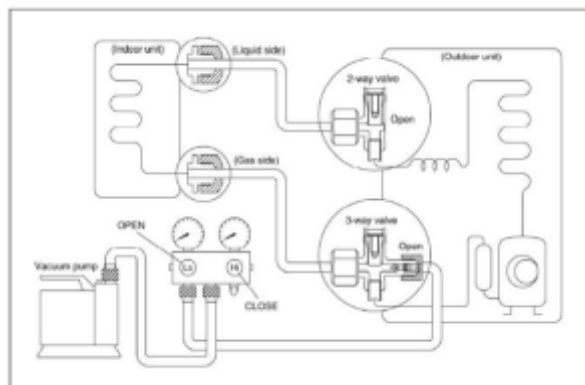 (Indoor unit)
(Liquid side)
2-way valve
(Outdoor unit)
Open
(Gas side)
3-way valve
OPEN
Open
Vacuum pump
Lo
Hi
CLOSE